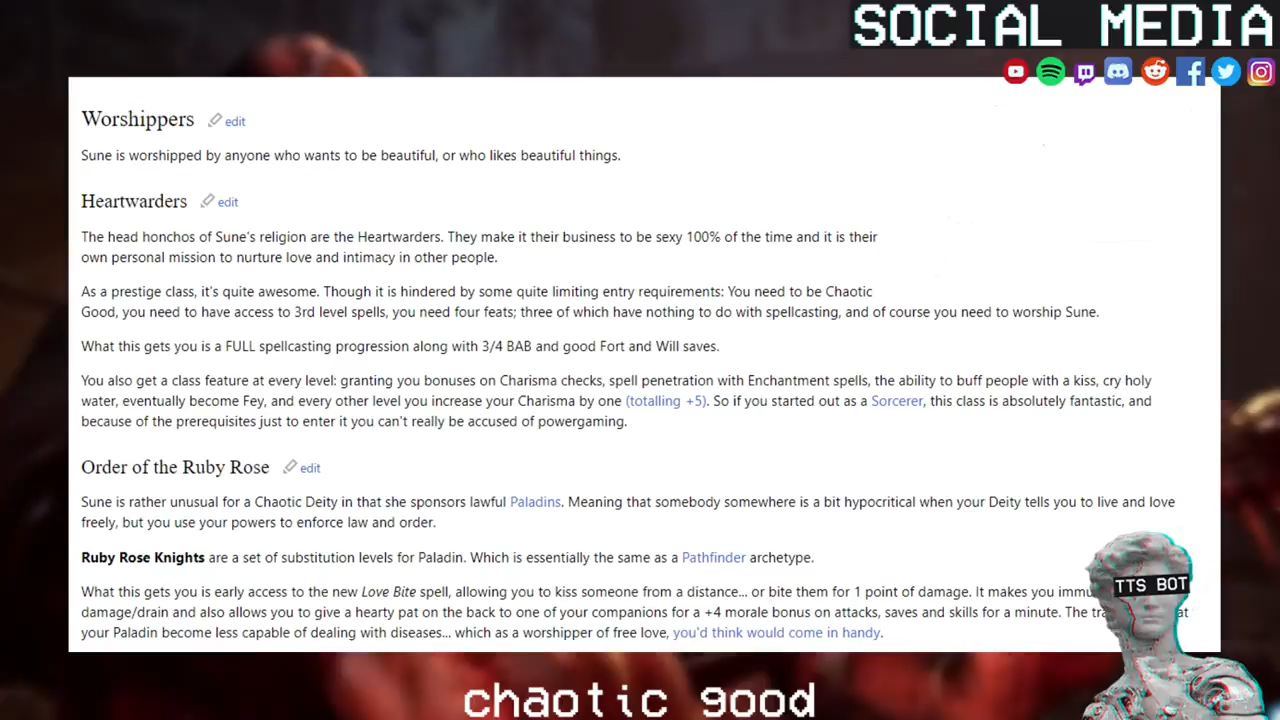 SOCIAL MEDIA
Worshippers edit
Sune is worshipped by anyone who wants to be beautiful, or who likes beautiful things.
Heartwarders edit
The head honchos of Sune's religion are the Heartwarders. They make it their business to be sexy 100% of the time and it is their
own personal mission to nurture love and intimacy in other people.
As a prestige class, it's quite awesome. Though it is hindered by some quite limiting entry requirements: You need to be Chaotic
Good, you need to have access to 3rd level spells, you need four feats; three of which have nothing to do with spellcasting, and of course you need to worship Sune.
What this gets you is a FULL spellcasting progression along with 3/4 BAB and good Fort and Will saves.
You also get a class feature at every level: granting you bonuses on Charisma checks, spell penetration with Enchantment spells, the ability to buff people with a kiss, cry holy
water, eventually become Fey, and every other level you increase your Charisma by one (totalling +5). So if you started out as a Sorcerer, this class is absolutely fantastic, and
because of the prerequisites just to enter it you can't really be accused of powergaming.
Order of the Ruby Rose edit
Sune is rather unusual for a Chaotic Deity in that she sponsors lawful Paladins. Meaning that somebody somewhere is a bit hypocritical when your Deity tells you to live and love
freely, but you use your powers to enforce law and order.
Ruby Rose Knights are a set of substitution levels for Paladin. Which is essentially the same as a Pathfinder archetype.
What this gets you is early access to the new Love Bite spell, allowing you to kiss someone from a distance... or bite them for 1 point of damage. It makes you
damage/drain and also allows you to give a hearty pat on the back to one of your companions for a +4 morale bonus on attacks, saves and skills for a minute. The
your Paladin become less capable of dealing with diseases... which as a worshipper of free love, you'd think would come in handy.
TTS BOT
chaotic good